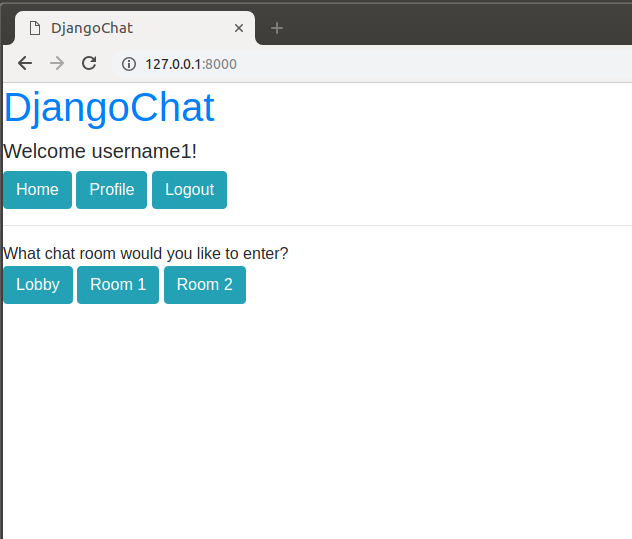 DjangoChat
127.0.0.1:8000
DjangoChat
Welcome username1!
Home Profile Logout
What chat room would you like to enter?
Lobby Room 1 Room 2